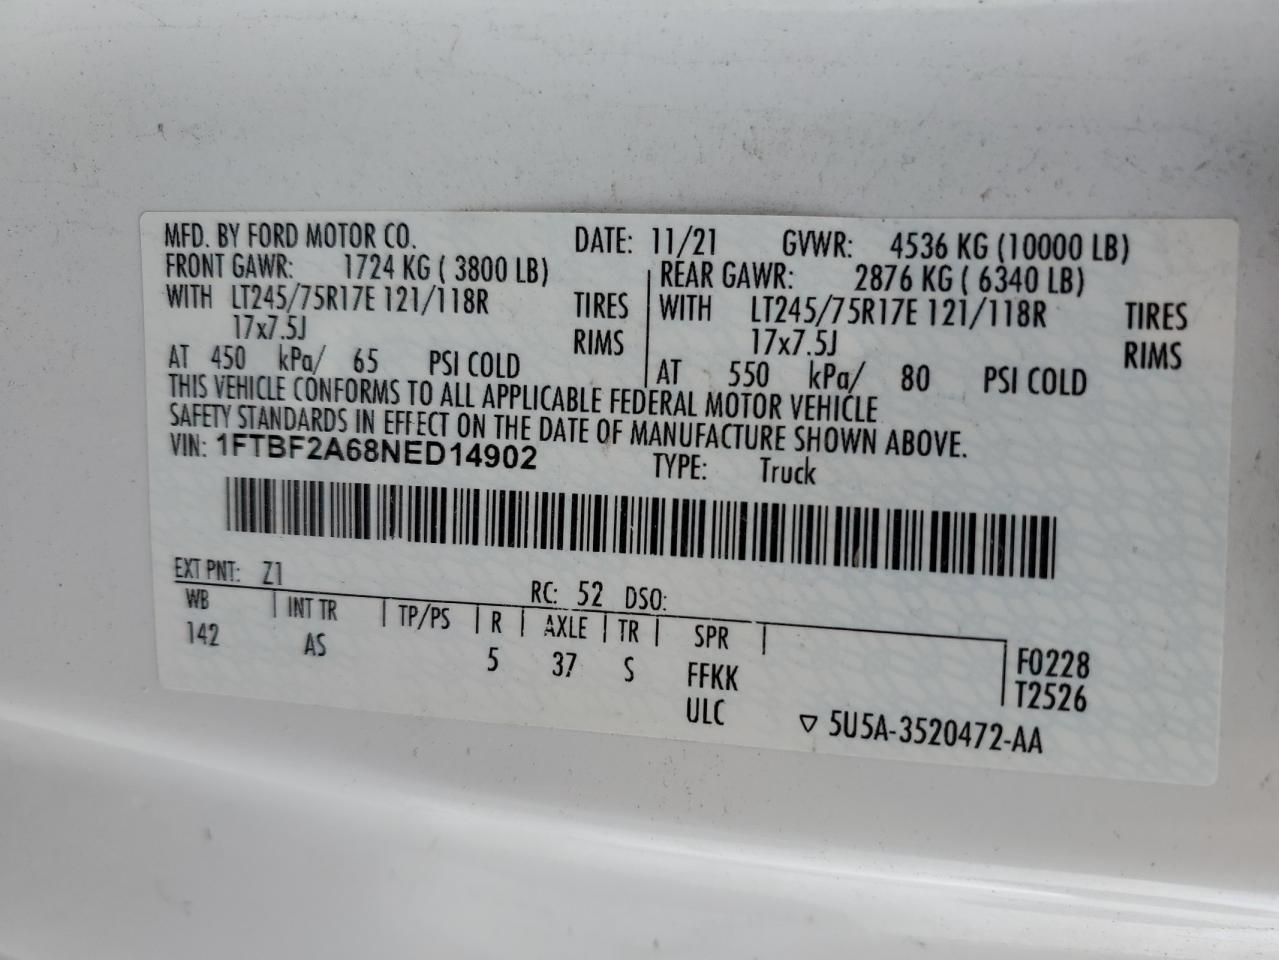 MFD. BY FORD MOTOR CO. DATE: 11/21 GVWR: 4536 KG (10000 LB)
FRONT GAWR: 1724 KG ( 3800 LB) REAR GAWR: 2876 KG ( 6340 LB)
WITH LT245/75R17E 121/118R TIRES WITH LT245/75R17E 121/118R TIRES
17x7.5J RIMS 17x7.5J RIMS
AT 450 kPa/ 65 PSI COLD AT 550 kPa/ 80 PSI COLD
THIS VEHICLE CONFORMS TO ALL APPLICABLE FEDERAL MOTOR VEHICLE
SAFETY STANDARDS IN EFFECT ON THE DATE OF MANUFACTURE SHOWN ABOVE.
VIN: 1FTBF2A68NED14902 TYPE: Truck
EXT PNT: Z1 RC: 52 DSO:
WB INT TR TP/PS R AXLE TR SPR
142 AS 5 37 S FFKK F0228
ULC T2526
▽ 5U5A-3520472-AA